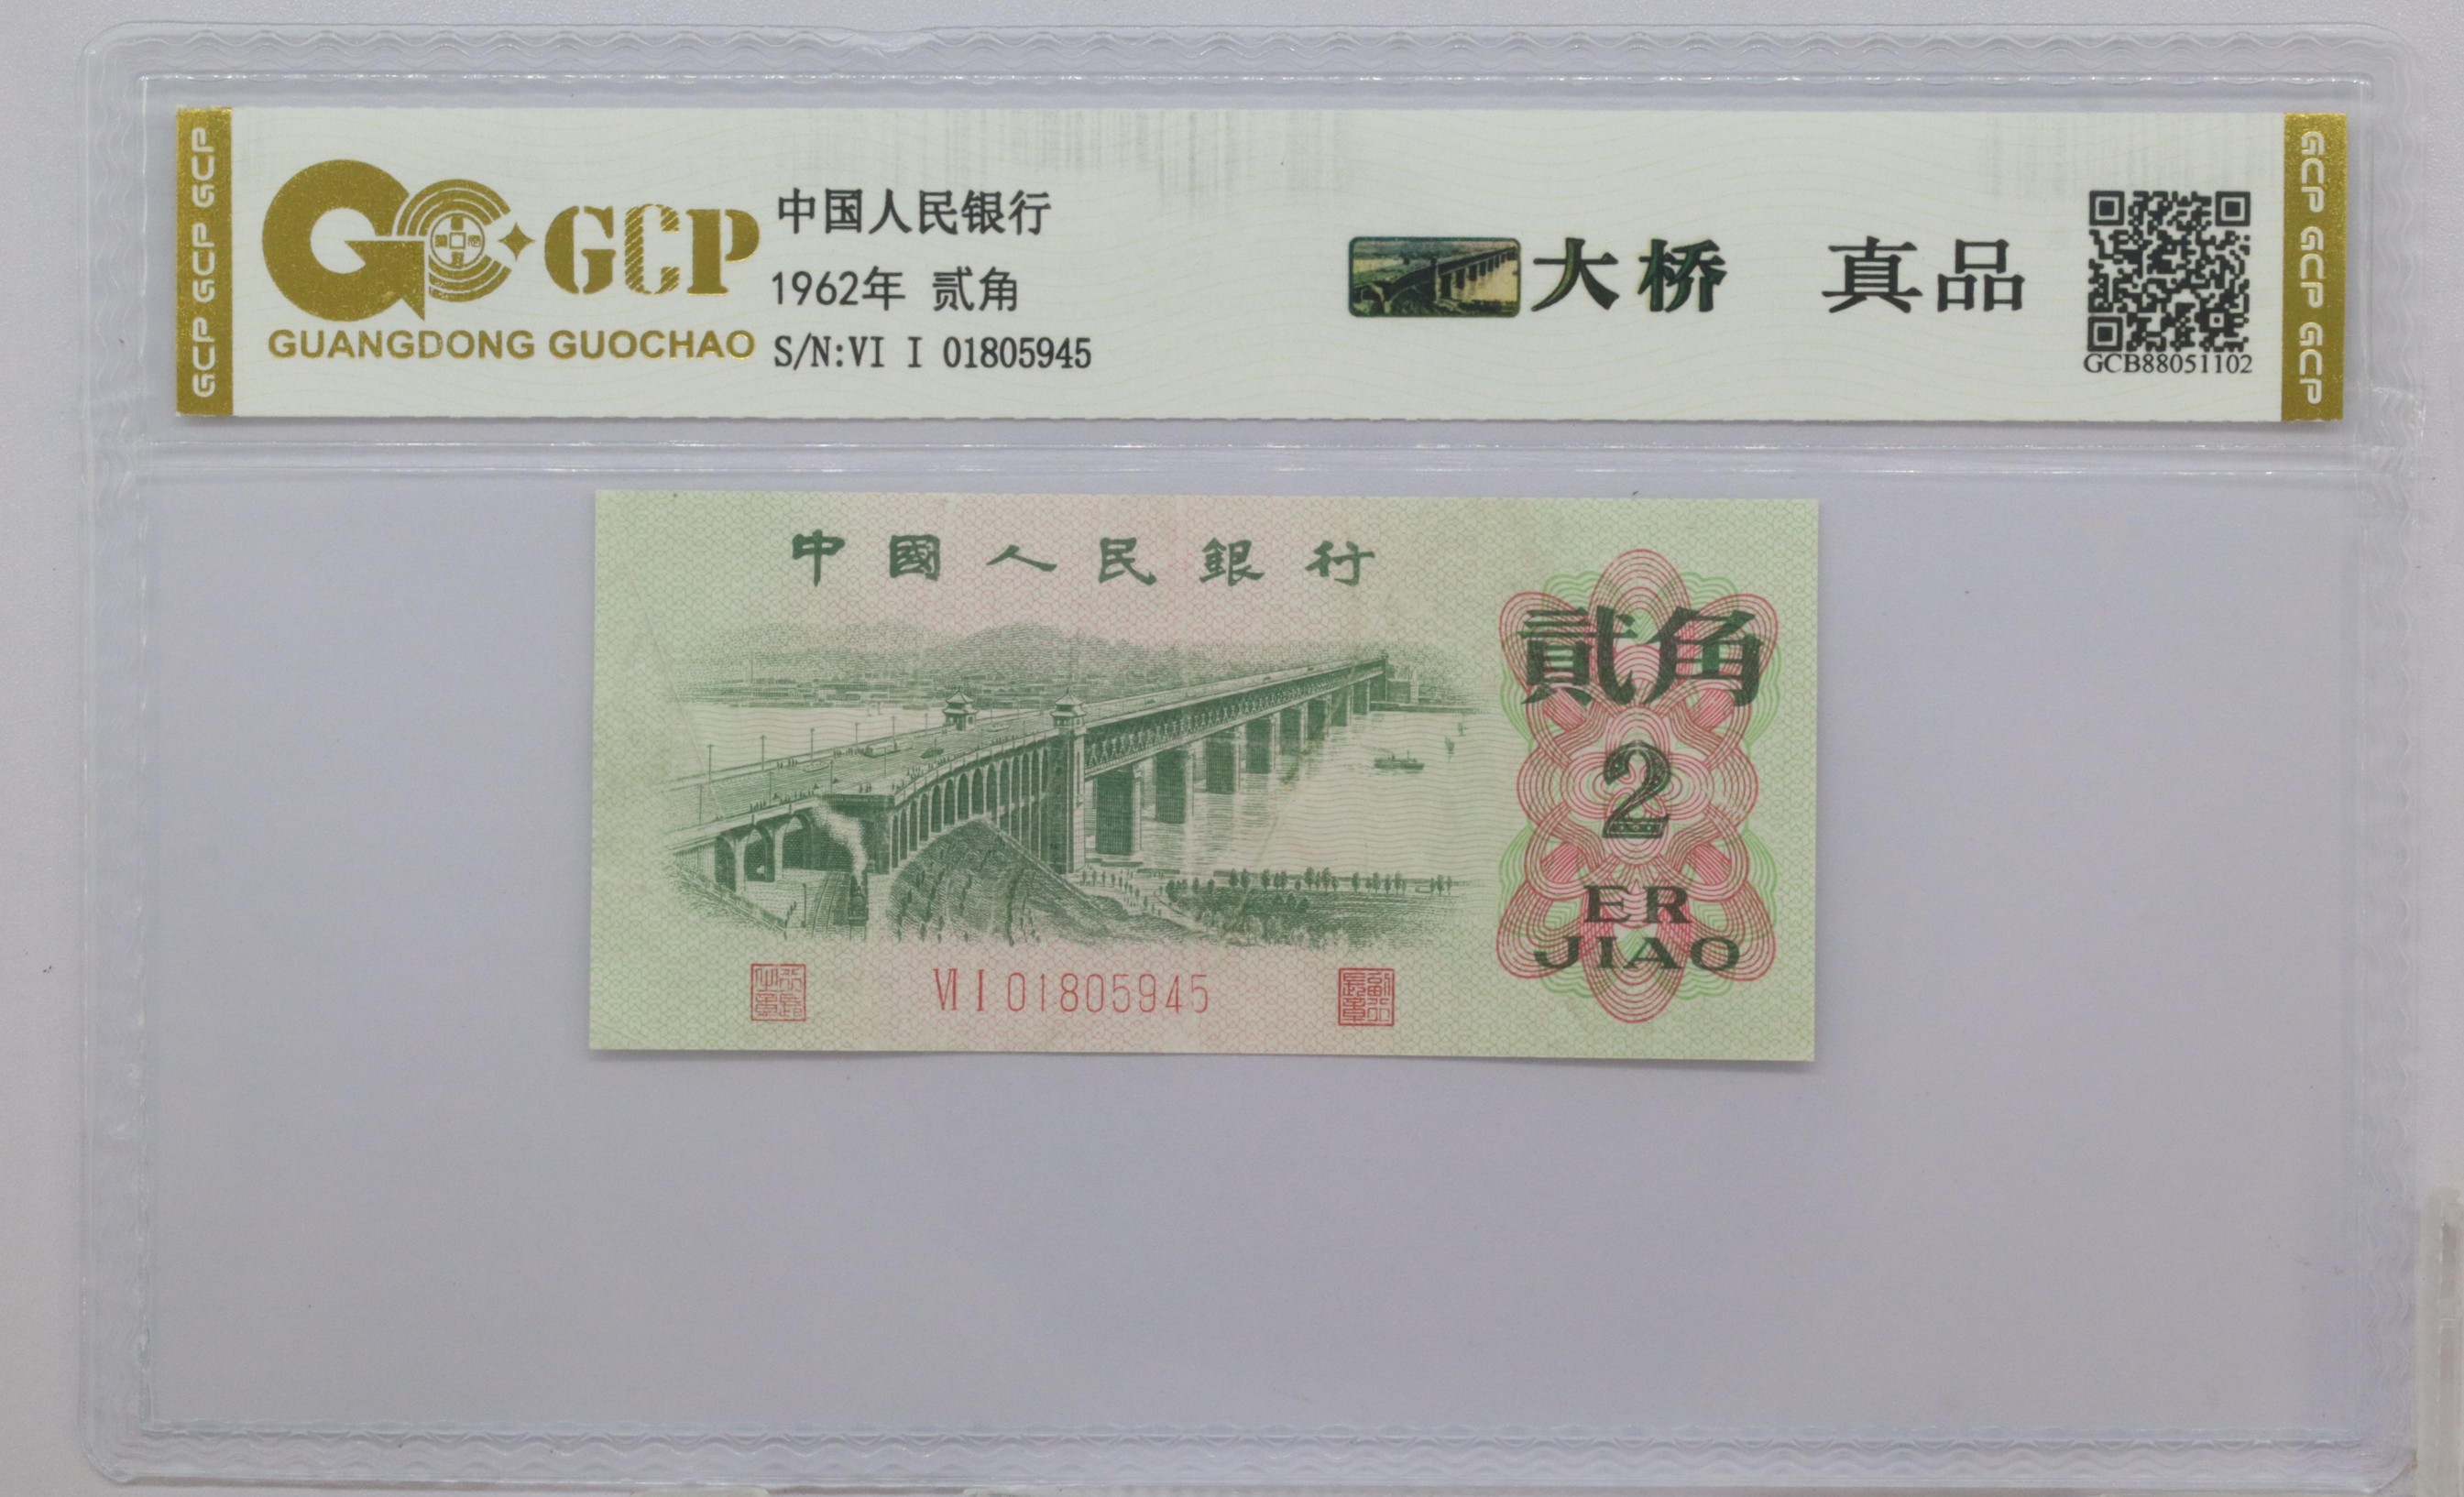 GCP GCP GCP
GCP
GUANGDONG GUOCHAO
中国人民银行
1962年 贰角
S/N:VI I 01805945
大桥 真品
GCB88051102
GCP GCP GCP
中國人民銀行
貳角
2
ER
JIAO
VI I 01805945